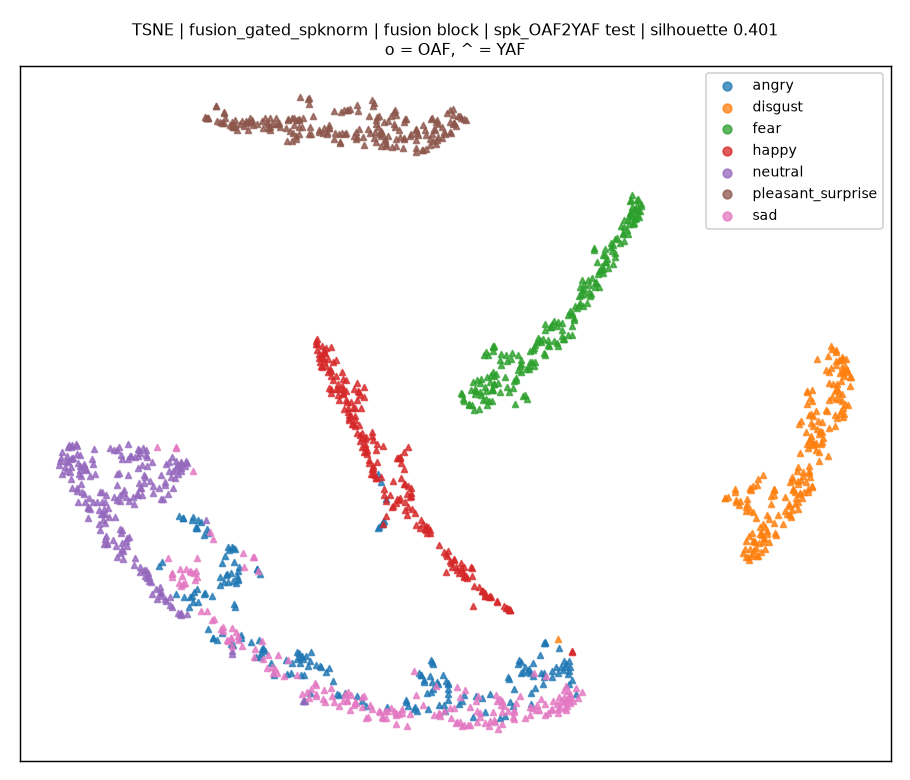 TSNE | fusion_gated_spknorm | fusion block | spk_OAF2YAF test | silhouette 0.401
o = OAF, ^ = YAF
angry
disgust
fear
happy
neutral
pleasant_surprise
sad